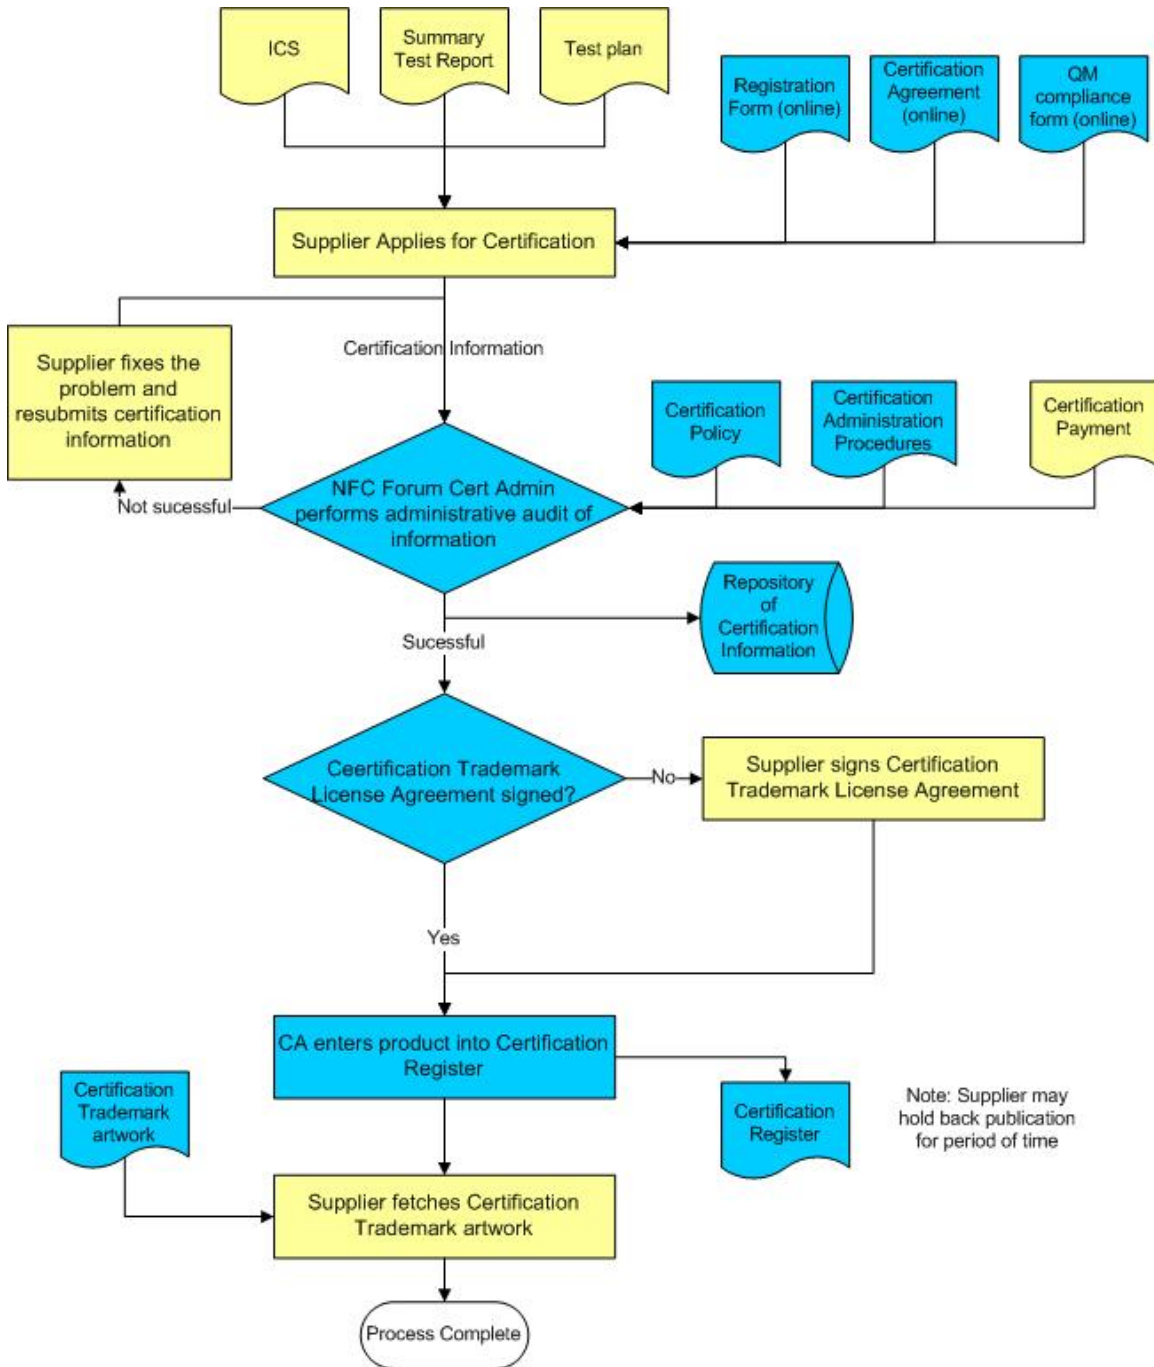 ICS
Summary
Test Report
Test plan
Registration
Form (online)
Certification
Agreement
(online)
QM
compliance
form (online)
Supplier Applies for Certification
Supplier fixes the
problem and
resubmits certification
information
Certification Information
Certification
Policy
Certification
Administration
Procedures
Certification
Payment
NFC Forum Cert Admin
performs administrative audit of
information
Not sucessful
Repository
of
Certification
Information
Sucessful
Ceertification Trademark
License Agreement signed?
No
Supplier signs Certification
Trademark License Agreement
Yes
CA enters product into Certification
Register
Certification
Trademark
artwork
Certification
Register
Note: Supplier may
hold back publication
for period of time
Supplier fetches Certification
Trademark artwork
Process Complete